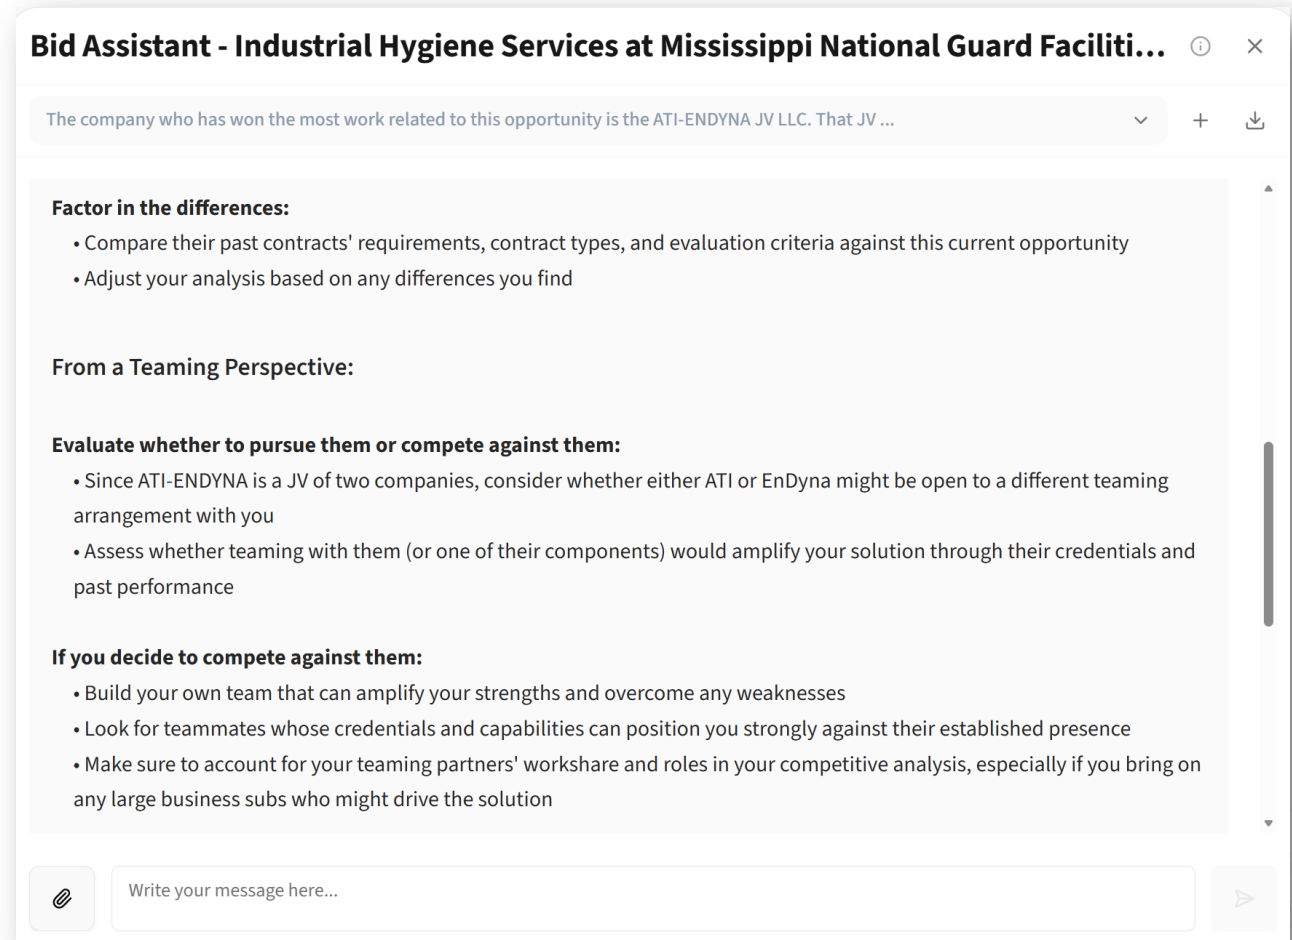 Bid Assistant - Industrial Hygiene Services at Mississippi National Guard Faciliti...
The company who has won the most work related to this opportunity is the ATI-ENDYNA JV LLC. That JV ...
Factor in the differences:
• Compare their past contracts' requirements, contract types, and evaluation criteria against this current opportunity
• Adjust your analysis based on any differences you find
From a Teaming Perspective:
Evaluate whether to pursue them or compete against them:
• Since ATI-ENDYNA is a JV of two companies, consider whether either ATI or EnDyna might be open to a different teaming
arrangement with you
• Assess whether teaming with them (or one of their components) would amplify your solution through their credentials and
past performance
If you decide to compete against them:
• Build your own team that can amplify your strengths and overcome any weaknesses
• Look for teammates whose credentials and capabilities can position you strongly against their established presence
• Make sure to account for your teaming partners' workshare and roles in your competitive analysis, especially if you bring on
any large business subs who might drive the solution
Write your message here...